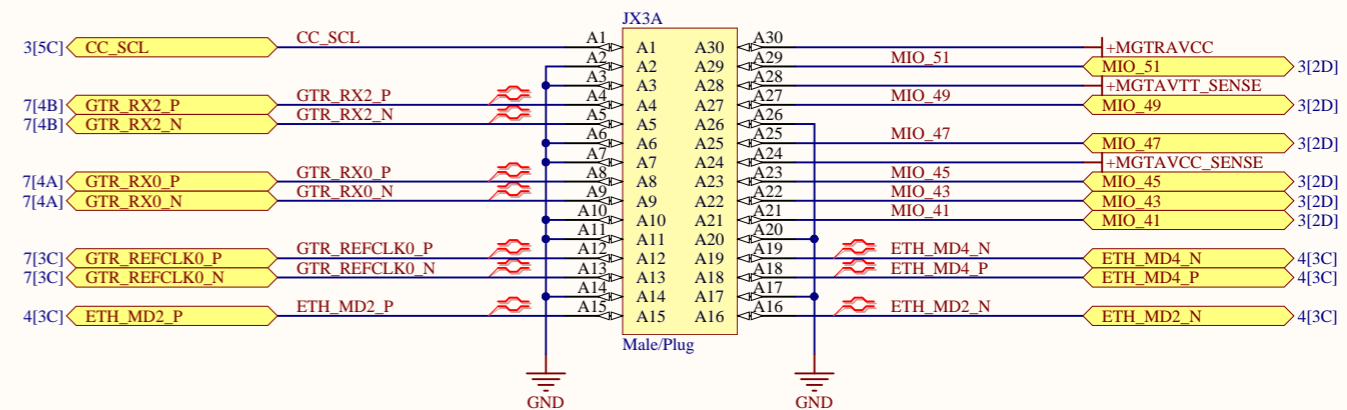 JX3A
3[5C] CC_SCL CC_SCL A1 A1 A30 A30 +MGTRAVCC
A2 A2 A29 A29 MIO_51 MIO_51 3[2D]
A3 A3 A28 A28 +MGTAVTT_SENSE
7[4B] GTR_RX2_P GTR_RX2_P A4 A4 A27 A27 MIO_49 MIO_49 3[2D]
7[4B] GTR_RX2_N GTR_RX2_N A5 A5 A26 A26
A6 A6 A25 A25 MIO_47 MIO_47 3[2D]
A7 A7 A24 A24 +MGTAVCC_SENSE
7[4A] GTR_RX0_P GTR_RX0_P A8 A8 A23 A23 MIO_45 MIO_45 3[2D]
7[4A] GTR_RX0_N GTR_RX0_N A9 A9 A22 A22 MIO_43 MIO_43 3[2D]
A10 A10 A21 A21 MIO_41 MIO_41 3[2D]
A11 A11 A20 A20
7[3C] GTR_REFCLK0_P GTR_REFCLK0_P A12 A12 A19 A19 ETH_MD4_N ETH_MD4_N 4[3C]
7[3C] GTR_REFCLK0_N GTR_REFCLK0_N A13 A13 A18 A18 ETH_MD4_P ETH_MD4_P 4[3C]
A14 A14 A17 A17
4[3C] ETH_MD2_P ETH_MD2_P A15 A15 A16 A16 ETH_MD2_N ETH_MD2_N 4[3C]
Male/Plug
GND GND